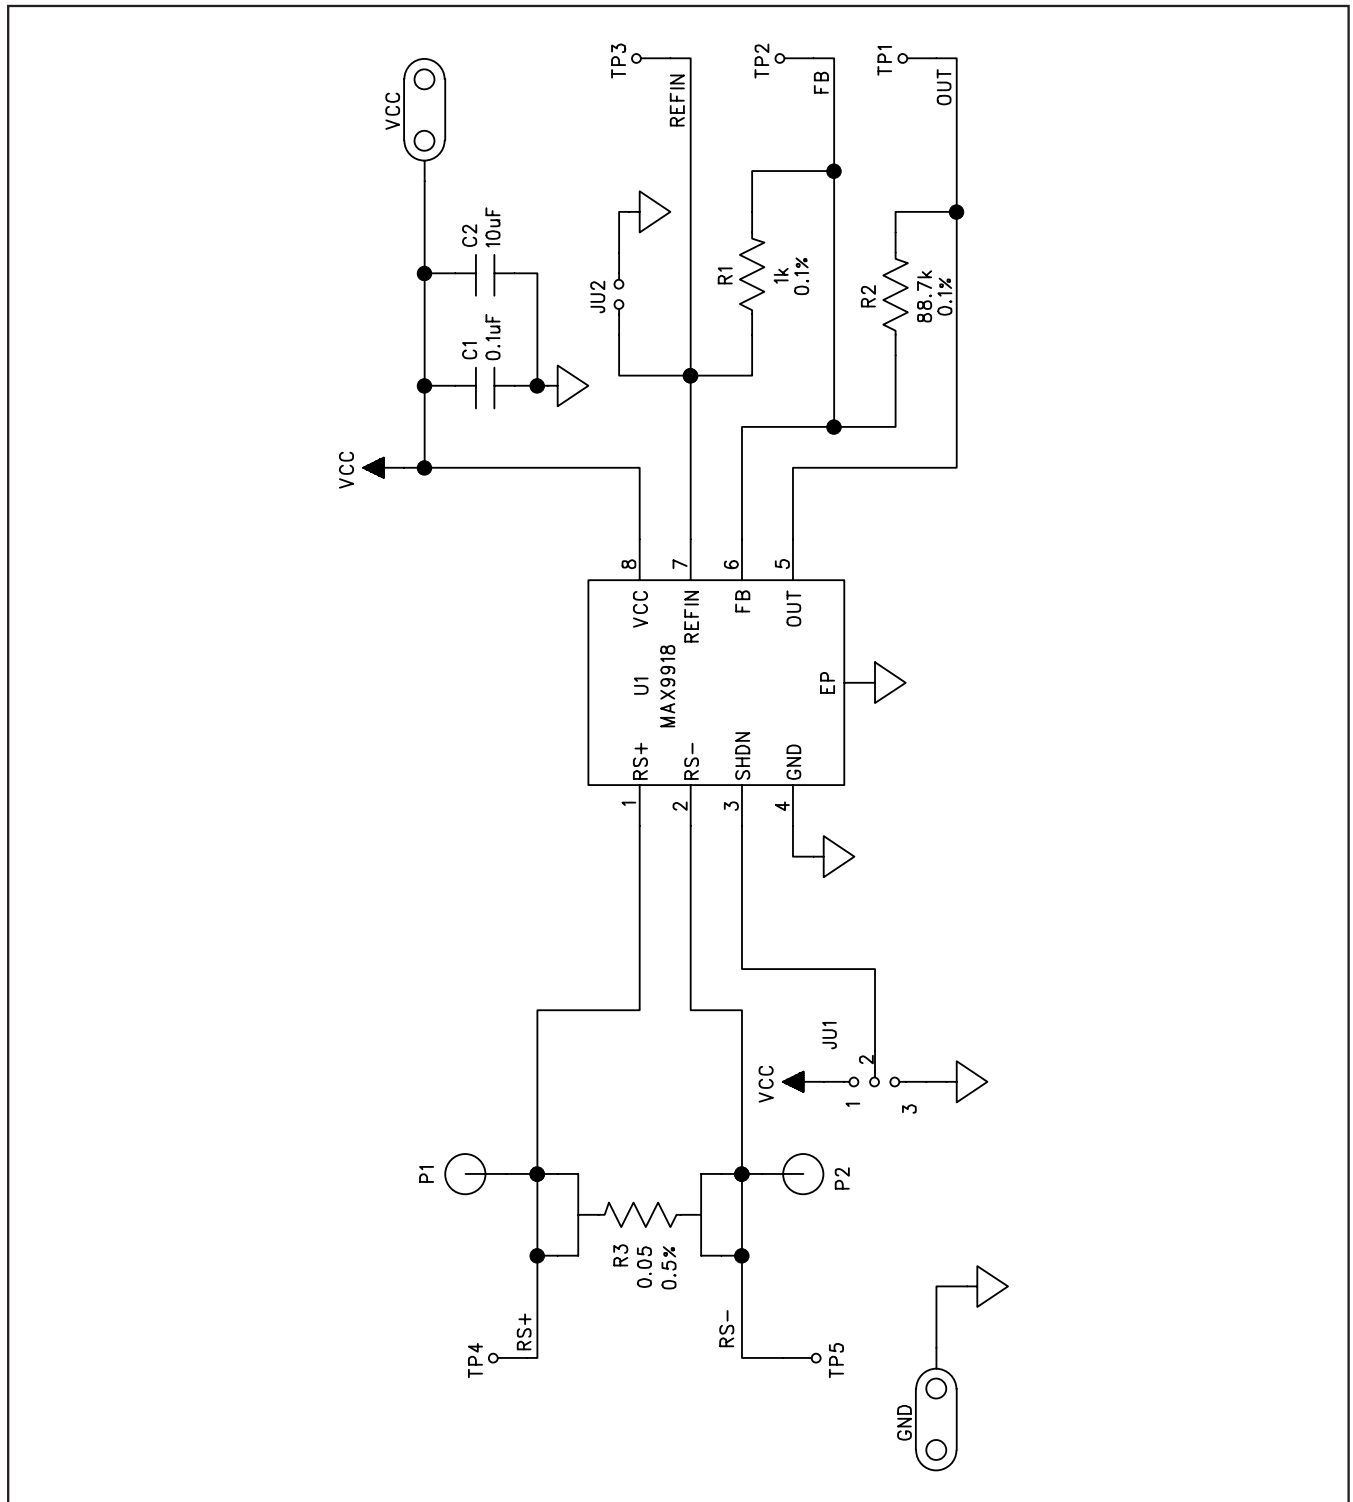 TP3
REFIN
TP2
FB
TP1
OUT
VCC
C2
10uF
C1
0.1uF
JU2
R1
1k
0.1%
R2
88.7k
0.1%
VCC
8
7
6
5
VCC
REFIN
FB
OUT
U1
MAX9918
EP
RS+
RS-
SHDN
GND
1
2
3
4
JU1
VCC
1
2
3
P1
P2
R3
0.05
0.5%
RS+
TP4
RS-
TP5
GND